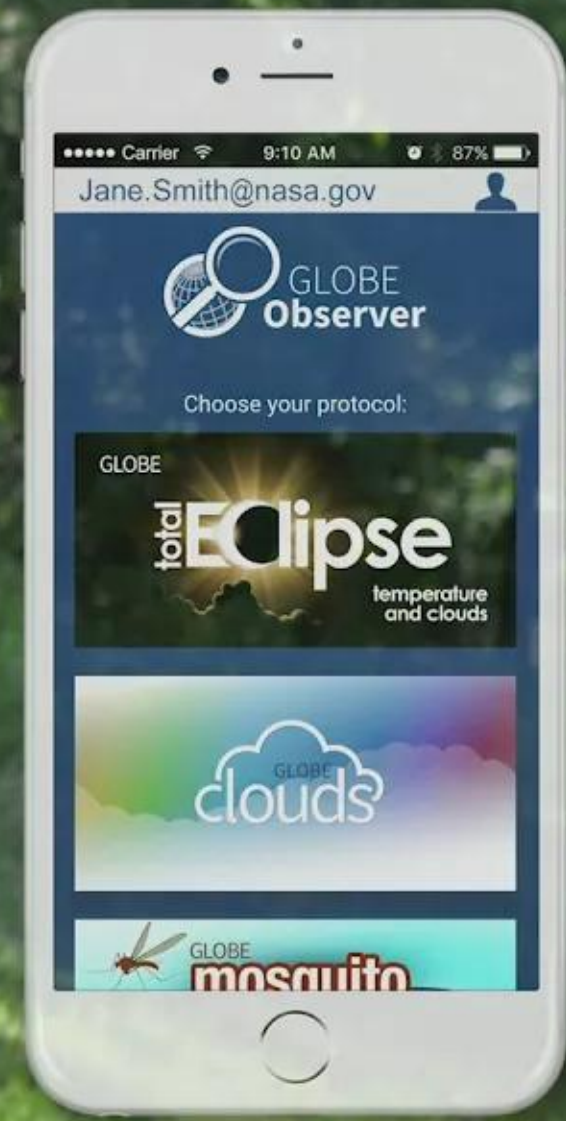 Carrier 9:10 AM 87%
Jane.Smith@nasa.gov
GLOBE
Observer
Choose your protocol:
GLOBE
total Eclipse
temperature
and clouds
GLOBE
clouds
GLOBE
mosquito